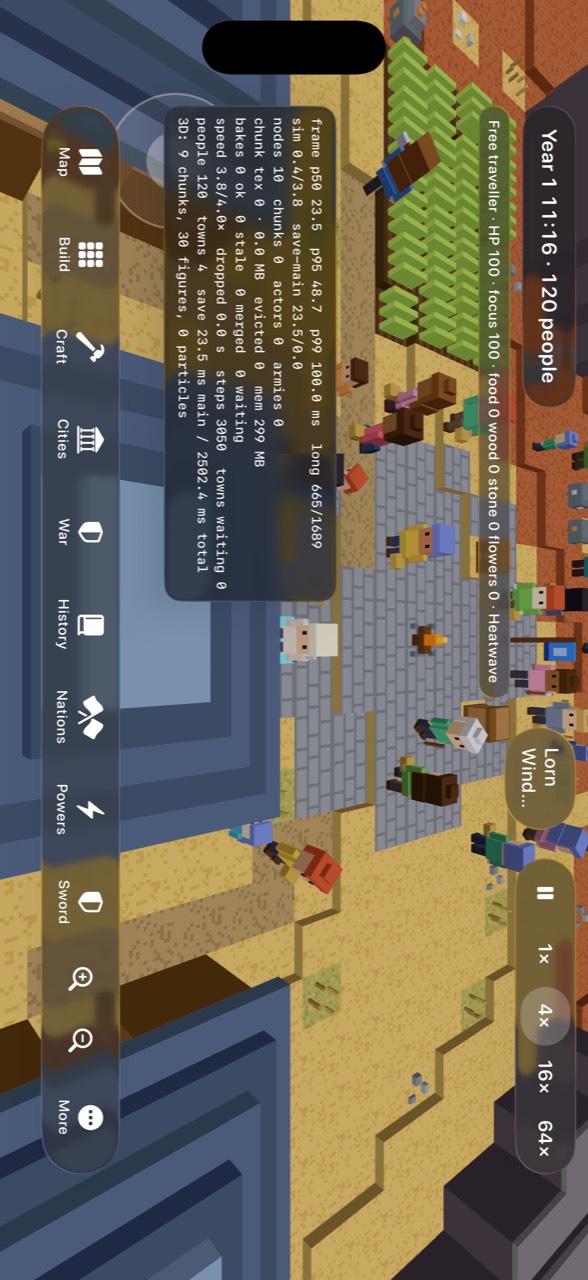 Year 1 11:16 · 120 people
Lorn Wind...
1×
4×
16×
64×
Free traveller · HP 100 · focus 100 · food 0 wood 0 stone 0 flowers 0 · Heatwave
frame p50 23.5 p95 48.7 p99 100.0 ms long 665/1689
sim 0.4/3.8 save-main 23.5/0.0
nodes 10 chunks 0 actors 0 armies 0
chunk tex 0 · 0.0 MB evicted 0 mem 299 MB
bakes 0 ok 0 stale 0 merged 0 waiting
speed 3.8/4.0× dropped 0.0 s steps 3050 towns waiting 0
people 120 towns 4 save 23.5 ms main / 2502.4 ms total
3D: 9 chunks, 30 figures, 0 particles
Map
Build
Craft
Cities
War
History
Nations
Powers
Sword
More